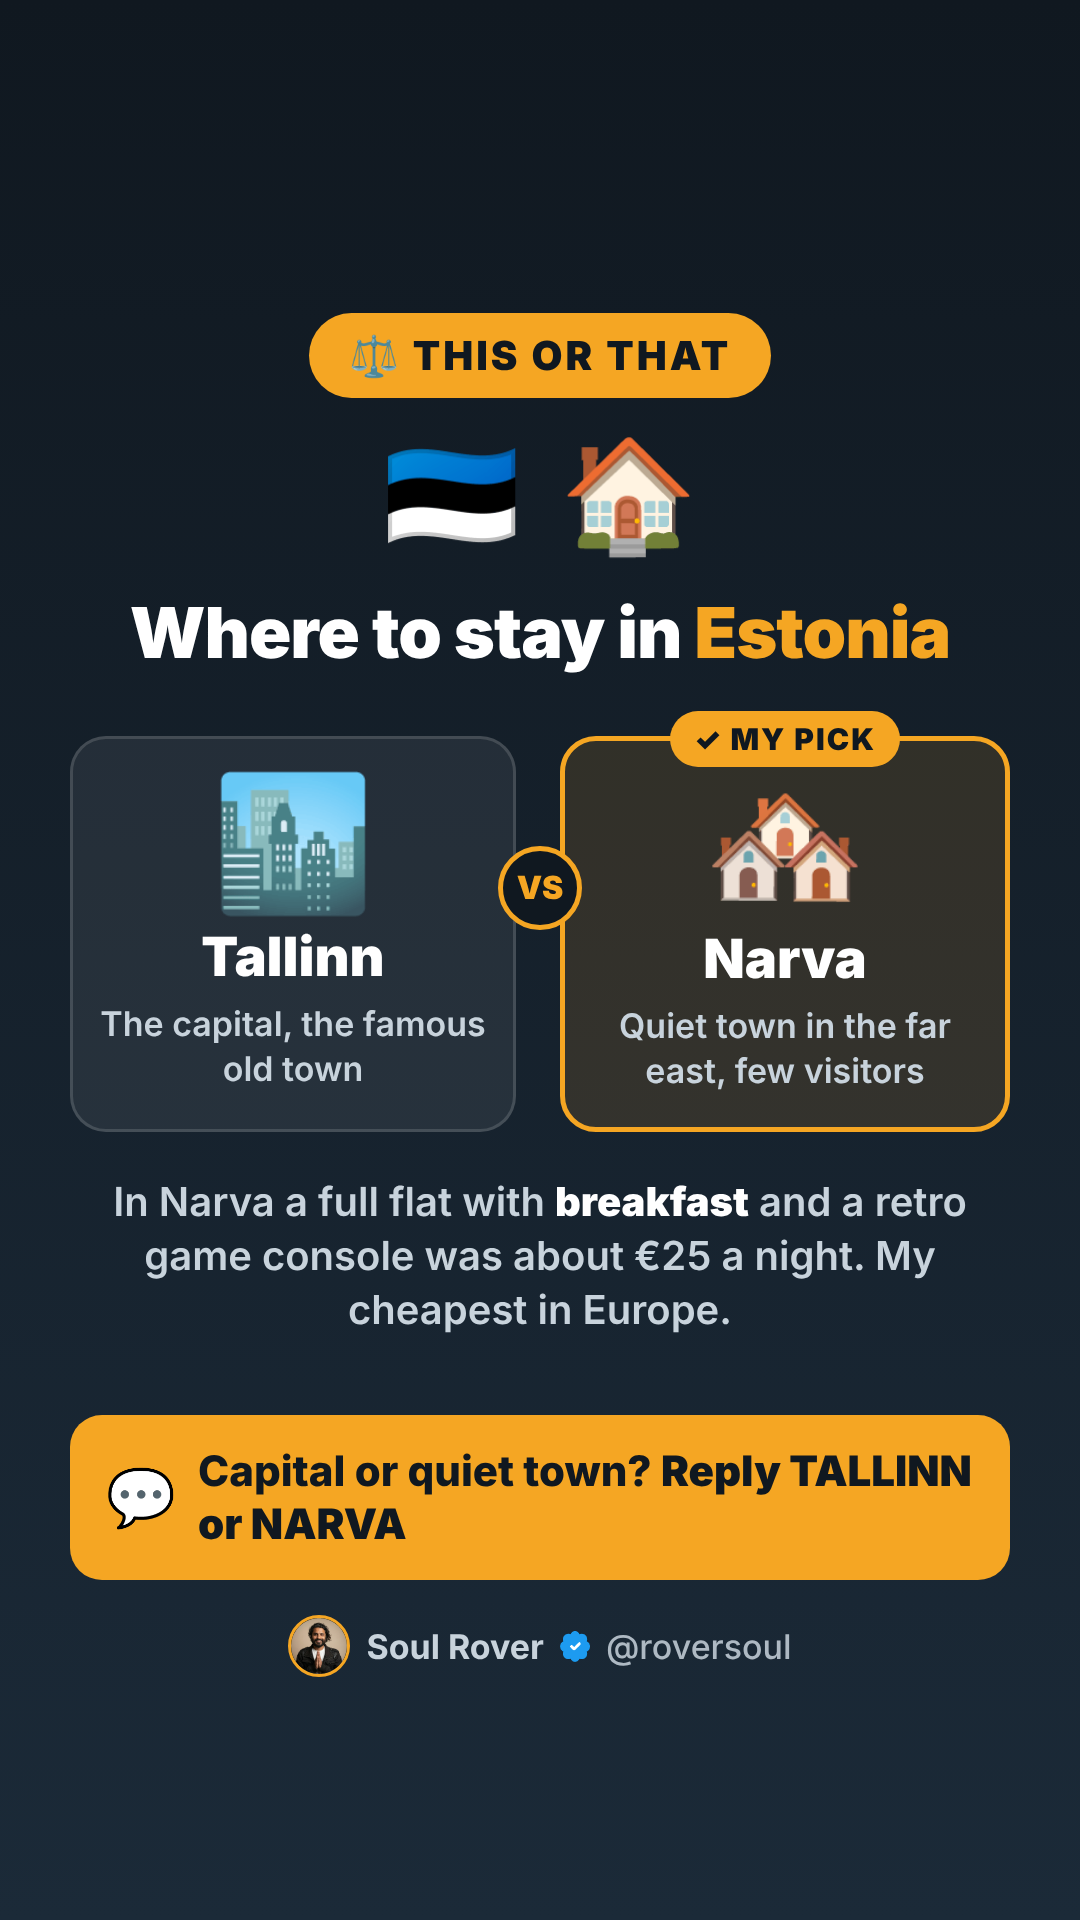 THIS OR THAT
Where to stay in Estonia
MY PICK
Tallinn
The capital, the famous
old town
VS
Narva
Quiet town in the far
east, few visitors
In Narva a full flat with breakfast and a retro
game console was about €25 a night. My
cheapest in Europe.
Capital or quiet town? Reply TALLINN
or NARVA
Soul Rover @roversoul